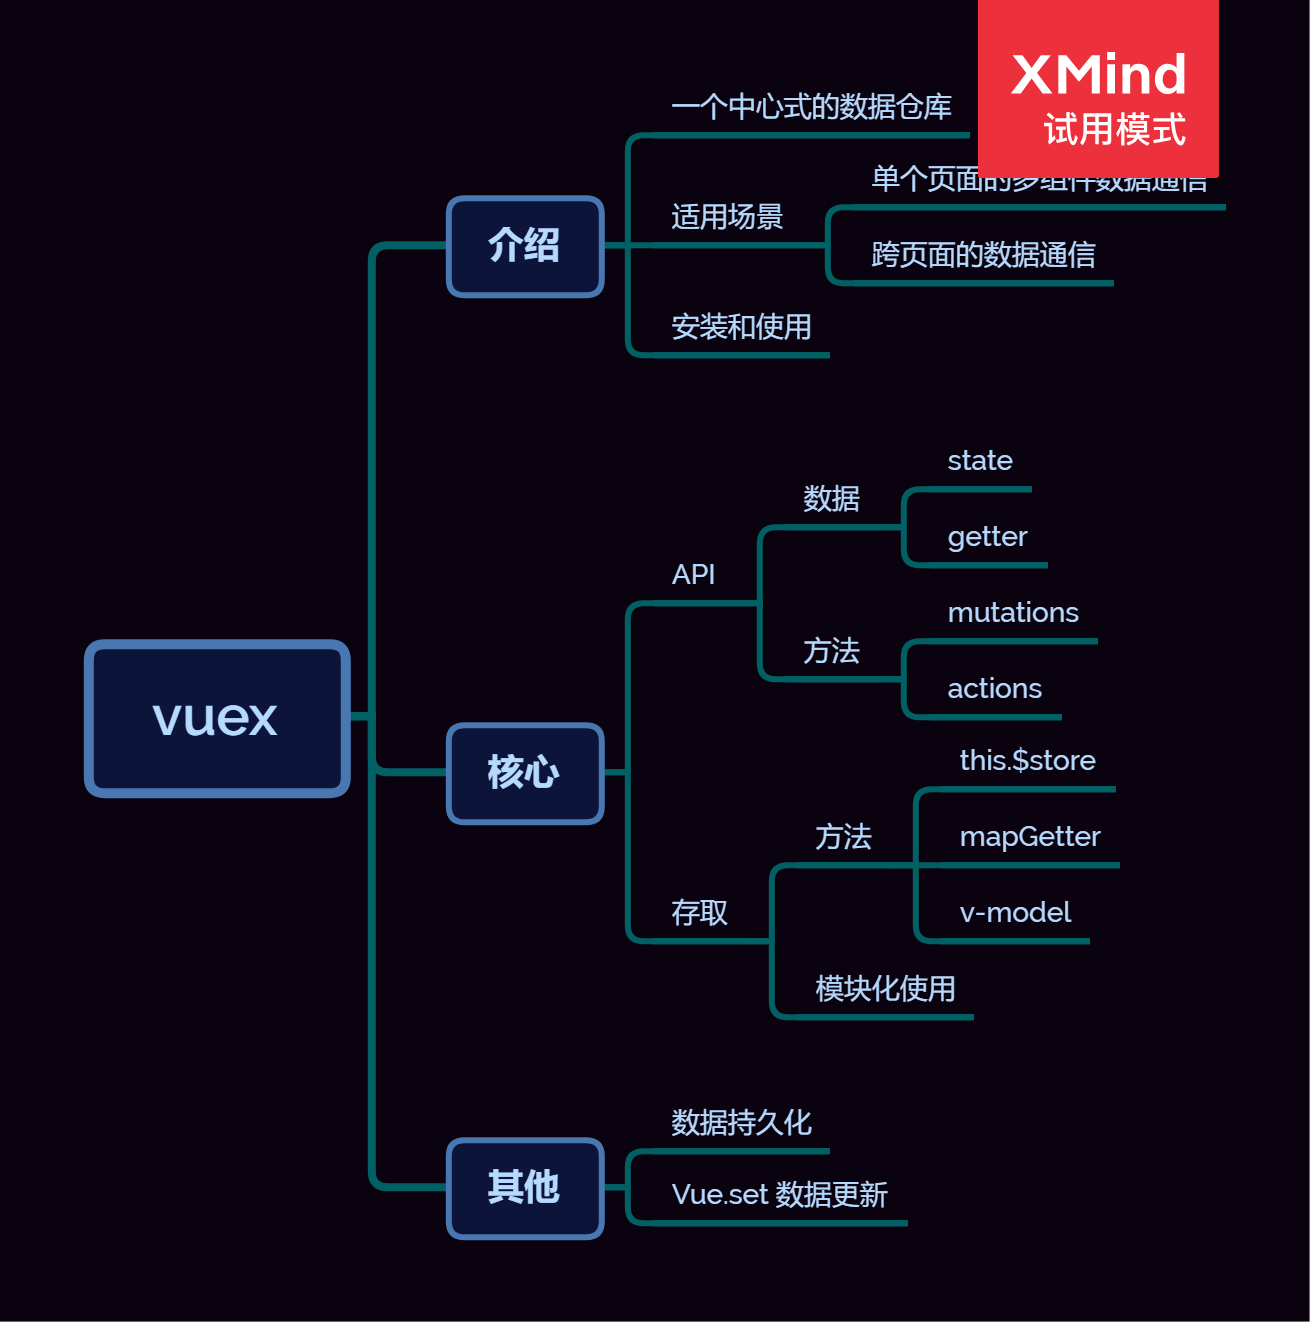 XMind
试用模式
vuex
介绍
一个中心式的数据仓库
适用场景
单个页面的多组件数据通信
跨页面的数据通信
安装和使用
核心
API
数据
state
getter
方法
mutations
actions
存取
方法
this.$store
mapGetter
v-model
模块化使用
其他
数据持久化
Vue.set 数据更新